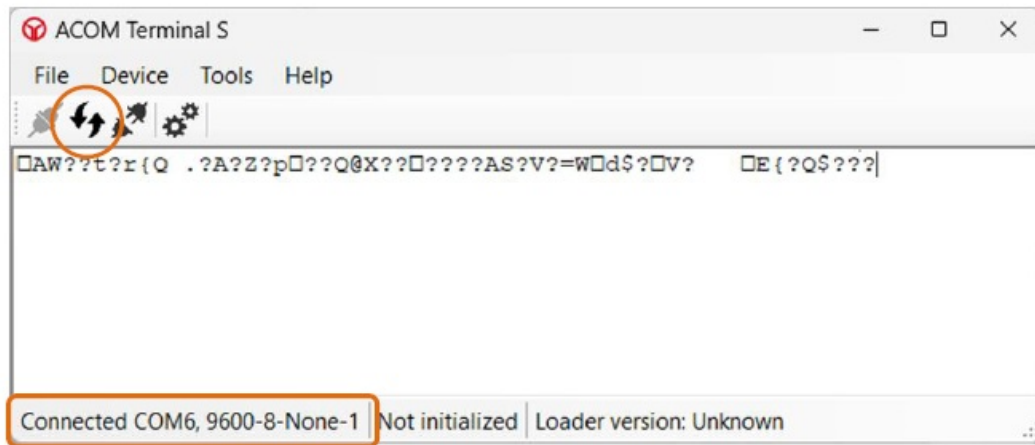 ACOM Terminal S
File Device Tools Help
□AW??t?r{Q .?A?Z?p□??Q@X??□????AS?V?=W□d$?□V?   □E{?Q$???
Connected COM6, 9600-8-None-1 Not initialized Loader version: Unknown